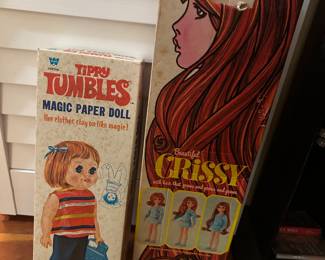 TIPPY
TUMBLES
MAGIC PAPER DOLL
Her clothes stay on like magic!
Beautiful
CRISSY
with hair that grows and grows and grows